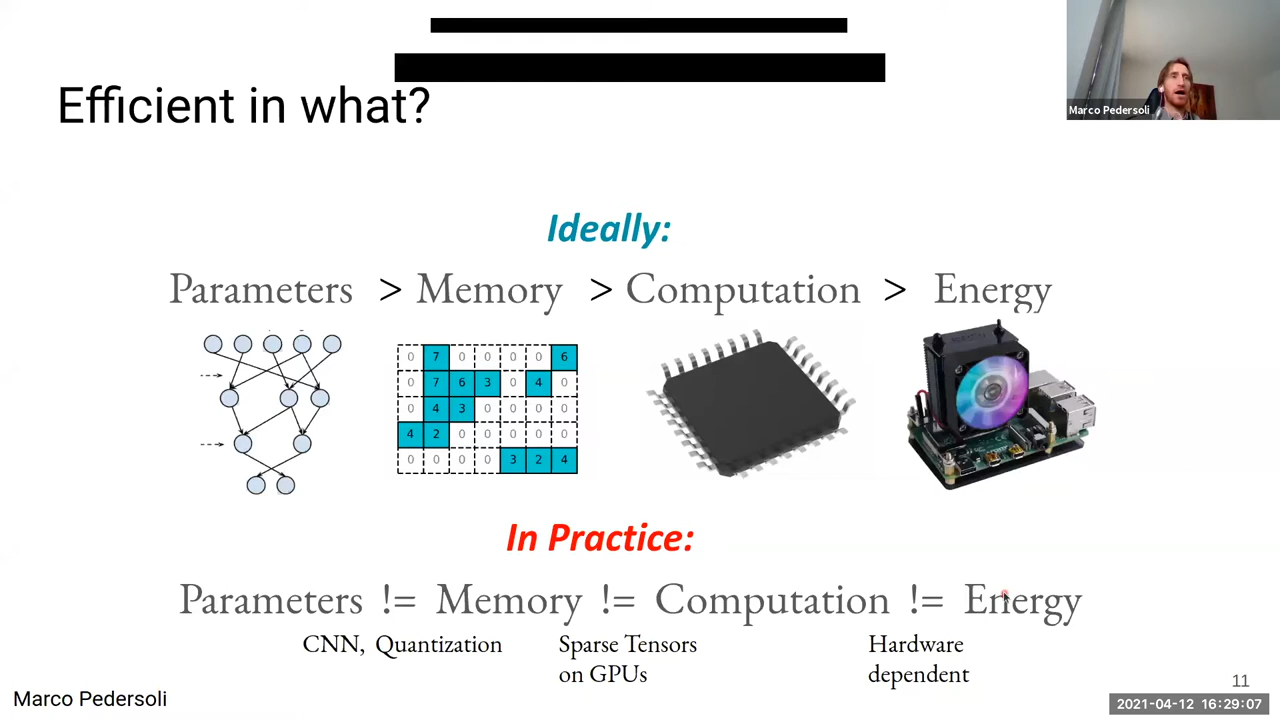 Marco Pedersoli
Efficient in what?
Ideally:
Parameters > Memory > Computation > Energy
0 7 0 0 0 0 6
0 7 6 3 0 4 0
0 4 3 0 0 0 0
4 2 0 0 0 0 0
0 0 0 0 3 2 4
In Practice:
Parameters != Memory != Computation != Energy
CNN, Quantization
Sparse Tensors
on GPUs
Hardware
dependent
11
Marco Pedersoli
2021-04-12 16:29:07